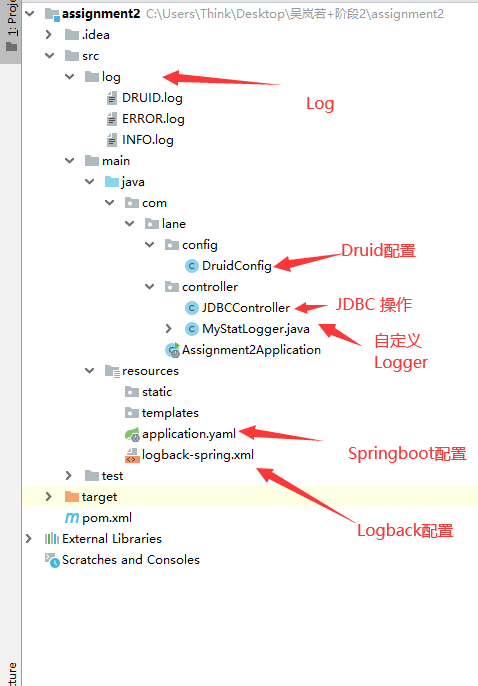 1: Proje
assignment2 C:\Users\Think\Desktop\吴岚若+阶段2\assignment2
.idea
src
log
Log
DRUID.log
ERROR.log
INFO.log
main
java
com
lane
config
Druid配置
DruidConfig
controller
JDBCController
JDBC 操作
MyStatLogger.java
自定义
Logger
Assignment2Application
resources
static
templates
application.yaml
Springboot配置
logback-spring.xml
test
target
Logback配置
pom.xml
External Libraries
Scratches and Consoles
cture